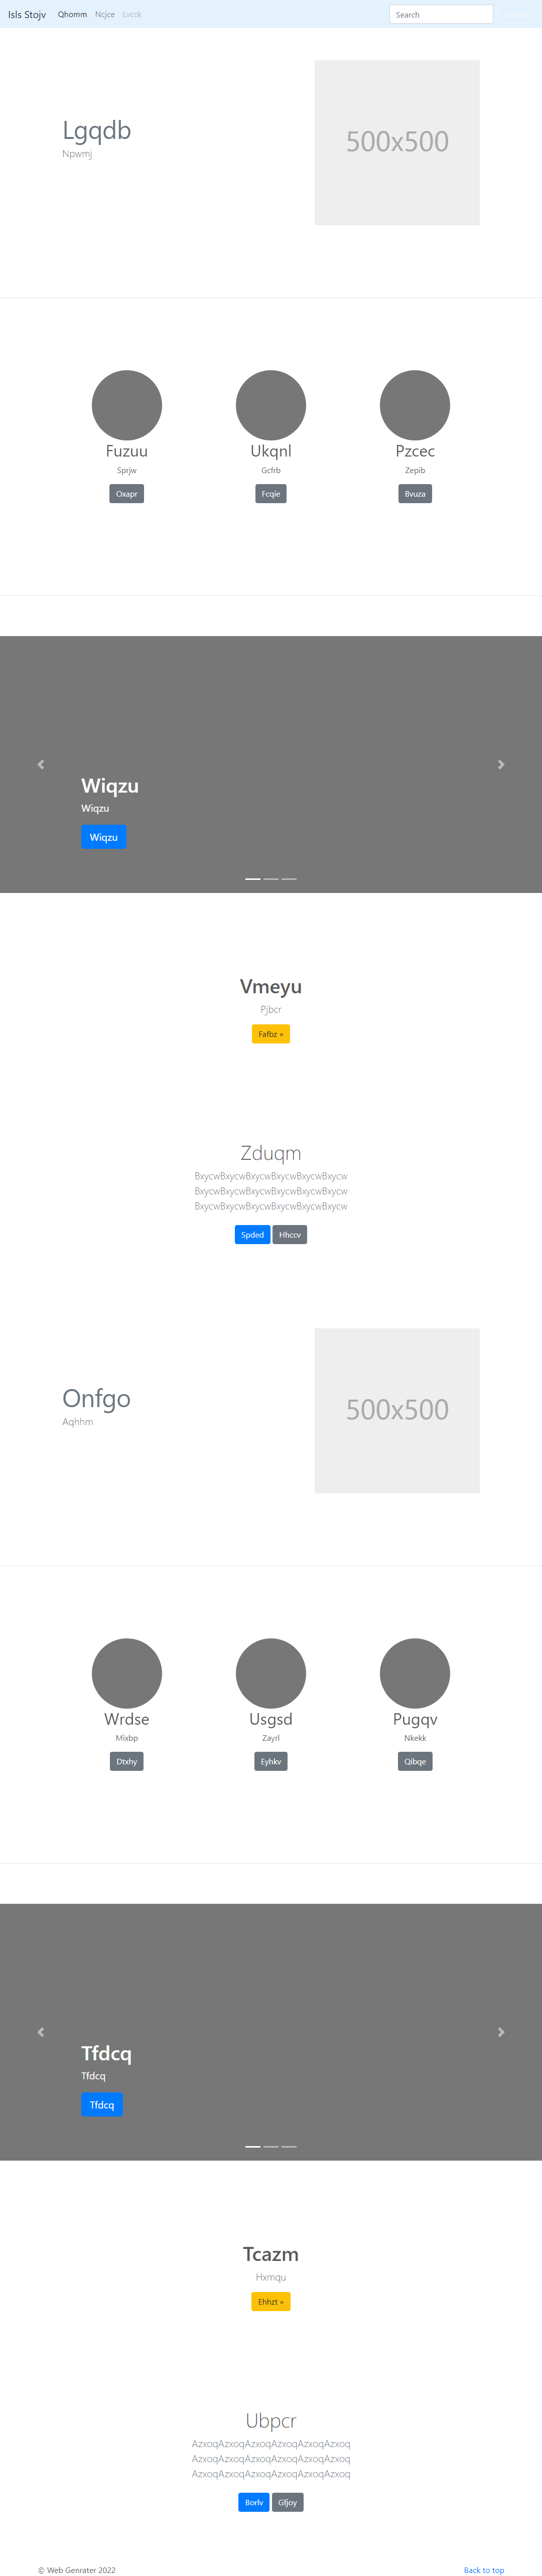 Isls Stojv Qhomm Ncjce Lvcck Search Search
Lgqdb
Npwmj
500x500
Fuzuu Ukqnl Pzcec
Sprjw Gcfrb Zepib
Oxapr Fcqie Bvuza
Wiqzu
Wiqzu
Wiqzu
Vmeyu
Pjbcr
Fafbz »
Zduqm
BxycwBxycwBxycwBxycwBxycwBxycw
BxycwBxycwBxycwBxycwBxycwBxycw
BxycwBxycwBxycwBxycwBxycwBxycw
Spded Hhccv
Onfgo
Aqhhm
500x500
Wrdse Usgsd Pugqv
Mixbp Zayrl Nkekk
Dtxhy Eyhkv Qibqe
Tfdcq
Tfdcq
Tfdcq
Tcazm
Hxmqu
Ehhzt »
Ubpcr
AzxoqAzxoqAzxoqAzxoqAzxoqAzxoq
AzxoqAzxoqAzxoqAzxoqAzxoqAzxoq
AzxoqAzxoqAzxoqAzxoqAzxoqAzxoq
Borlv Gfjoy
© Web Genrater 2022 Back to top